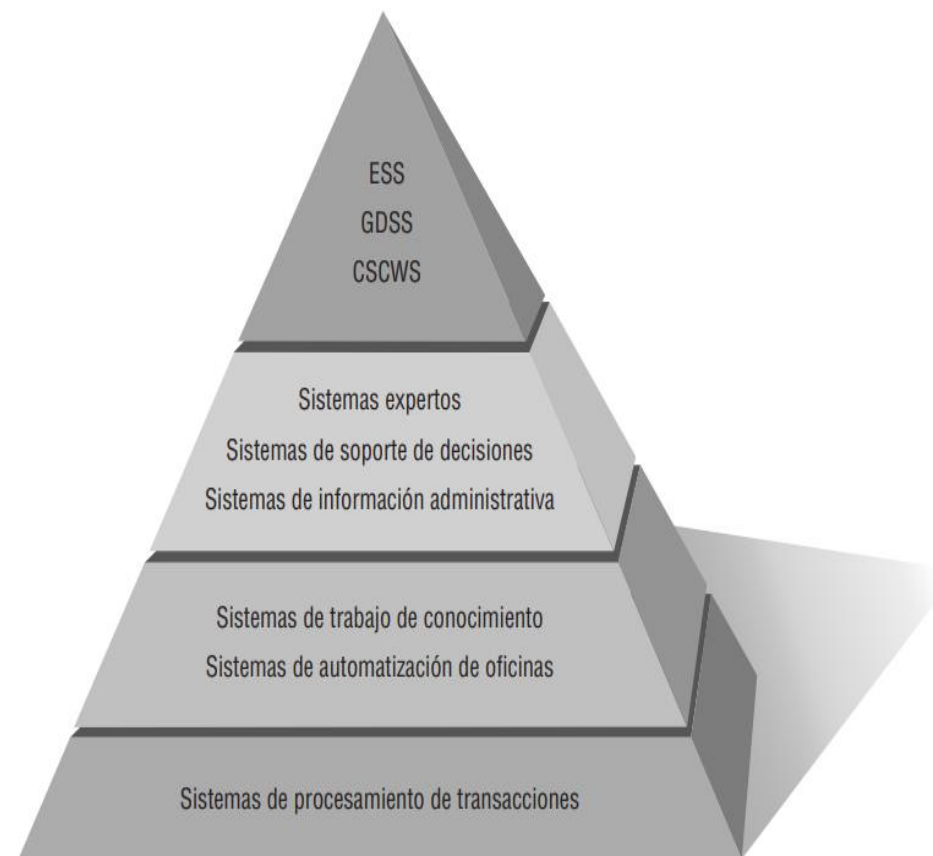 ESS
GDSS
CSCWS
Sistemas expertos
Sistemas de soporte de decisiones
Sistemas de información administrativa
Sistemas de trabajo de conocimiento
Sistemas de automatización de oficinas
Sistemas de procesamiento de transacciones